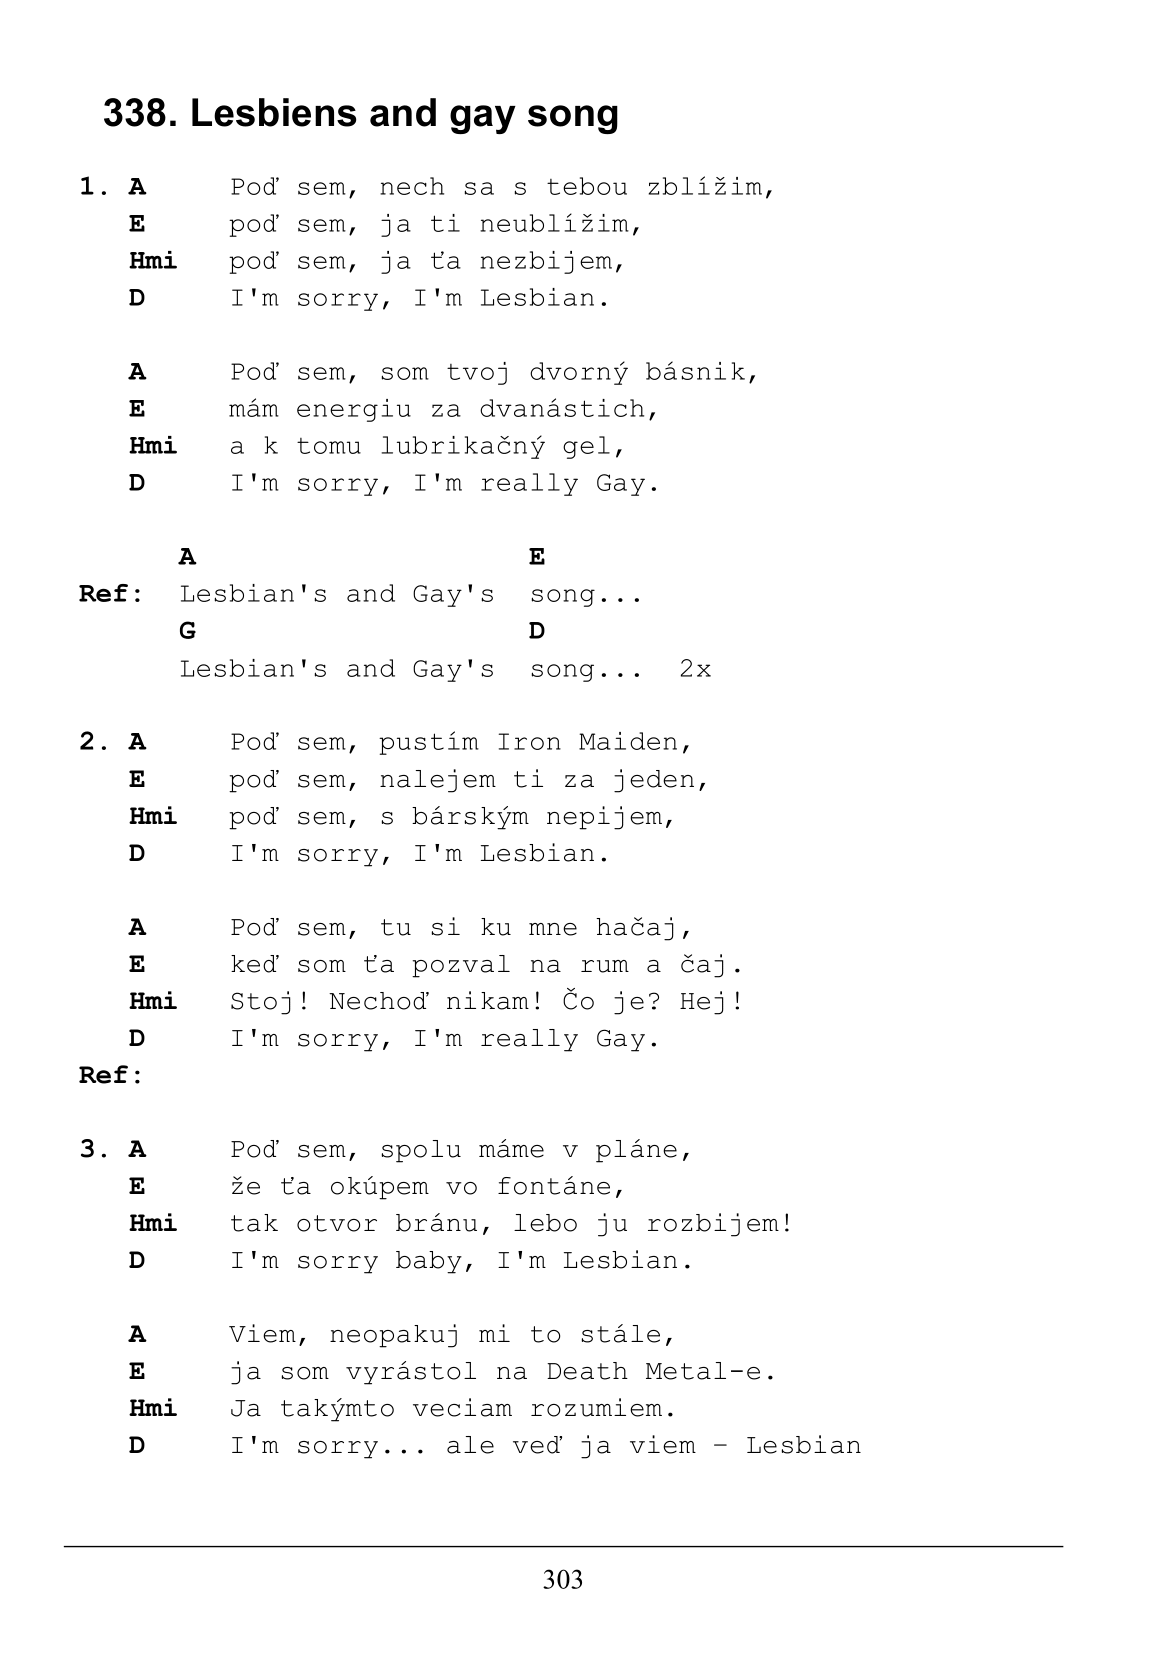 338. Lesbiens and gay song
1. A Poď sem, nech sa s tebou zblížim,
E poď sem, ja ti neublížim,
Hmi poď sem, ja ťa nezbijem,
D I'm sorry, I'm Lesbian.
A Poď sem, som tvoj dvorný básnik,
E mám energiu za dvanástich,
Hmi a k tomu lubrikačný gel,
D I'm sorry, I'm really Gay.
A E
Ref: Lesbian's and Gay's song...
G D
Lesbian's and Gay's song... 2x
2. A Poď sem, pustím Iron Maiden,
E poď sem, nalejem ti za jeden,
Hmi poď sem, s bárským nepijem,
D I'm sorry, I'm Lesbian.
A Poď sem, tu si ku mne hačaj,
E keď som ťa pozval na rum a čaj.
Hmi Stoj! Nechoď nikam! Čo je? Hej!
D I'm sorry, I'm really Gay.
Ref:
3. A Poď sem, spolu máme v pláne,
E že ťa okúpem vo fontáne,
Hmi tak otvor bránu, lebo ju rozbijem!
D I'm sorry baby, I'm Lesbian.
A Viem, neopakuj mi to stále,
E ja som vyrástol na Death Metal-e.
Hmi Ja takýmto veciam rozumiem.
D I'm sorry... ale veď ja viem – Lesbian
303